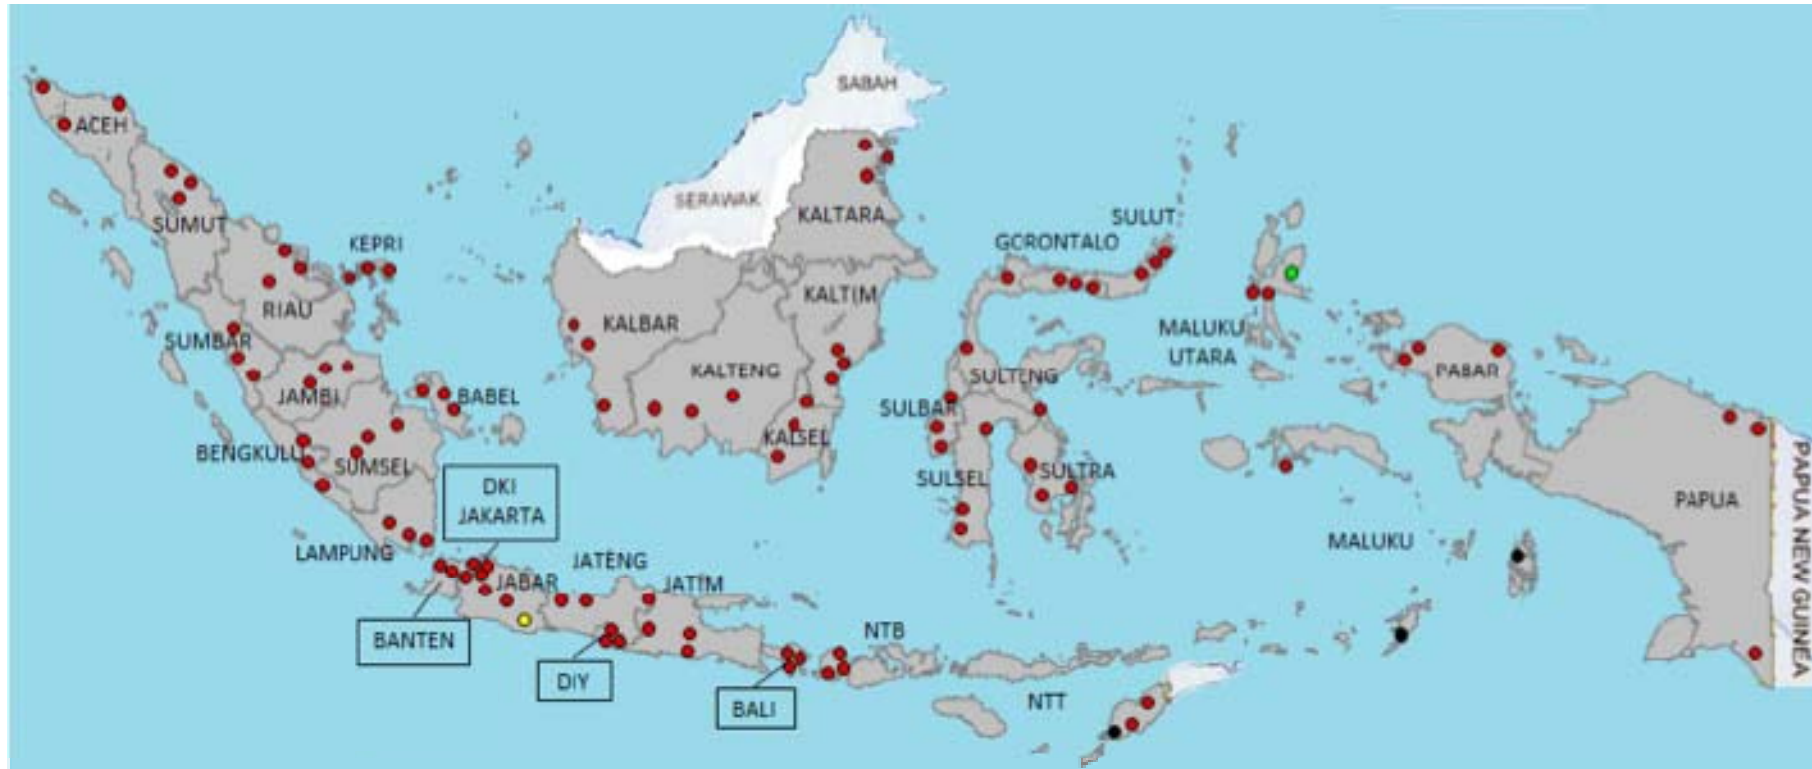 SABAH
ACEH
SERAWAK
SUMUT
KALTARA
SULUT
KEPRI
GORONTALO
RIAU
KALTIM
KALBAR
MALUKU
UTARA
SUMBAR
KALTENG
PABAR
SULTENG
JAMBI
BABEL
SULBAR
KALSEL
BENGKULU
SUMSEL
SULTRA
SULSEL
DKI
JAKARTA
PAPUA
PAPUA NEW GUINEA
MALUKU
LAMPUNG
JATENG
JABAR
JATIM
BANTEN
NTB
DIY
NTT
BALI